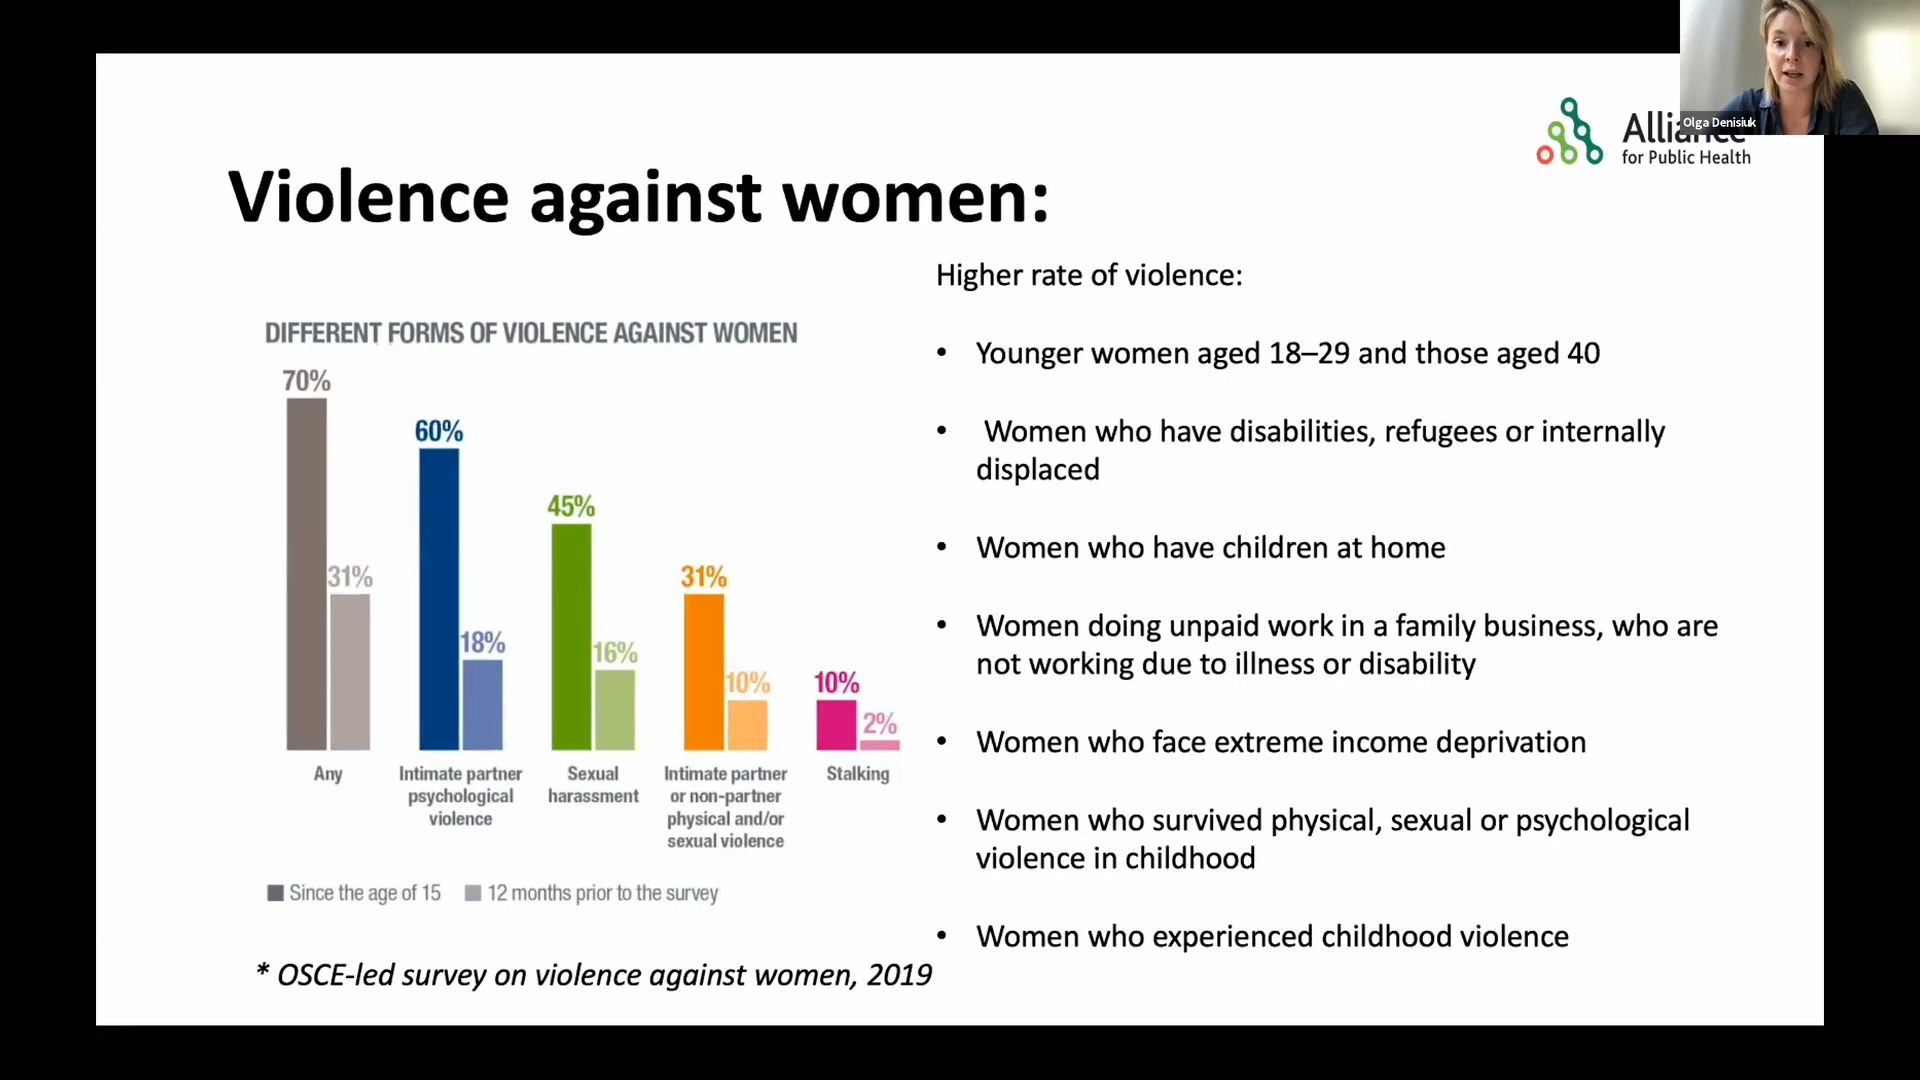 Olga Denisiuk
Alliance
for Public Health
Violence against women:
DIFFERENT FORMS OF VIOLENCE AGAINST WOMEN
70%
31%
60%
18%
45%
16%
31%
10%
10%
2%
Any
Intimate partner
psychological
violence
Sexual
harassment
Intimate partner
or non-partner
physical and/or
sexual violence
Stalking
Since the age of 15
12 months prior to the survey
* OSCE-led survey on violence against women, 2019
Higher rate of violence:
• Younger women aged 18–29 and those aged 40
• Women who have disabilities, refugees or internally
displaced
• Women who have children at home
• Women doing unpaid work in a family business, who are
not working due to illness or disability
• Women who face extreme income deprivation
• Women who survived physical, sexual or psychological
violence in childhood
• Women who experienced childhood violence